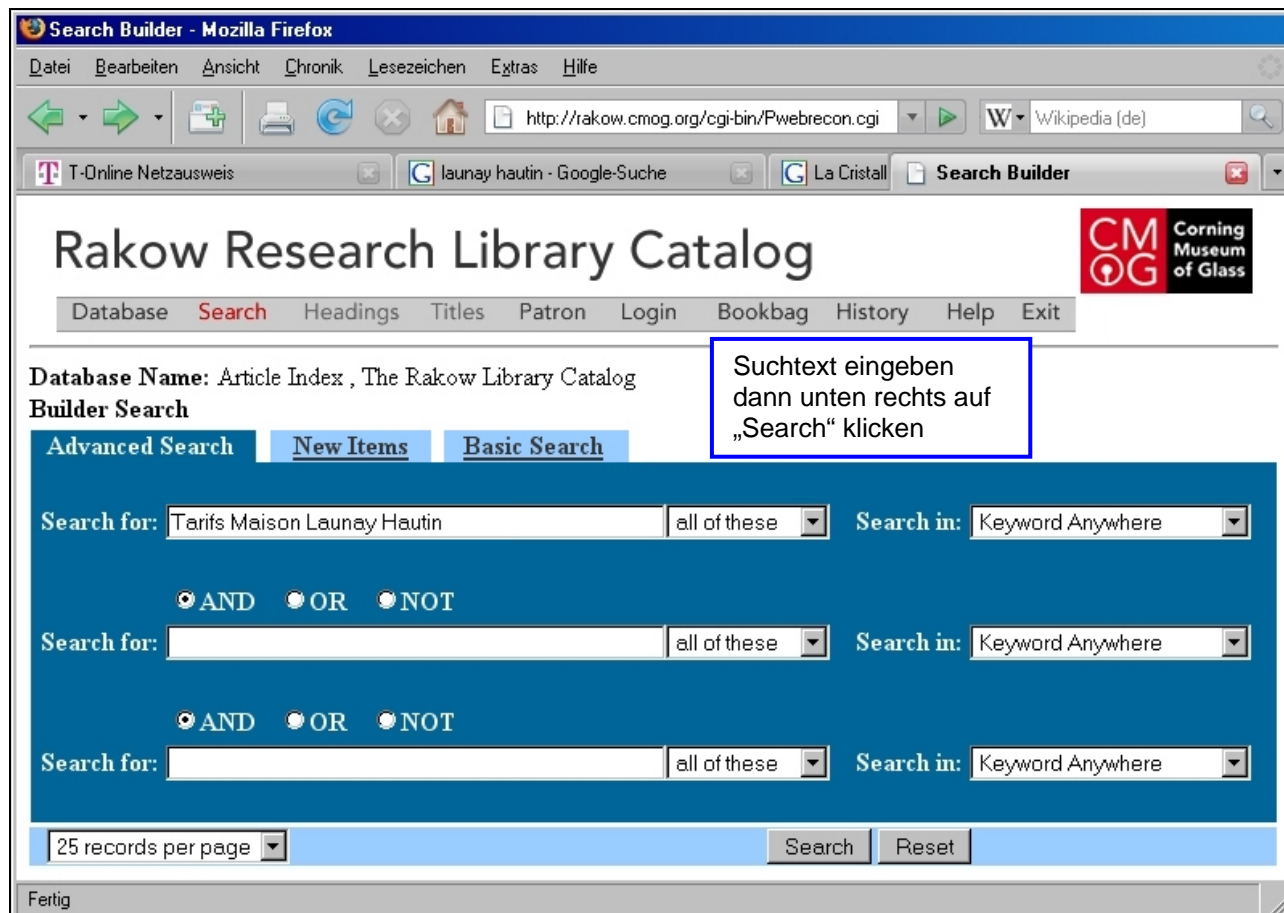 Search Builder - Mozilla Firefox
Datei Bearbeiten Ansicht Chronik Lesezeichen Extras Hilfe
http://rakow.cmog.org/cgi-bin/Pwebrecon.cgi W Wikipedia (de)
T T-Online Netzausweis G launay hautin - Google-Suche G La Cristall Search Builder
Rakow Research Library Catalog
CM OG Corning Museum of Glass
Database Search Headings Titles Patron Login Bookbag History Help Exit
Database Name: Article Index , The Rakow Library Catalog
Builder Search
Suchtext eingeben
dann unten rechts auf
„Search“ klicken
Advanced Search New Items Basic Search
Search for: Tarifs Maison Launay Hautin all of these Search in: Keyword Anywhere
AND OR NOT
Search for: all of these Search in: Keyword Anywhere
AND OR NOT
Search for: all of these Search in: Keyword Anywhere
25 records per page Search Reset
Fertig